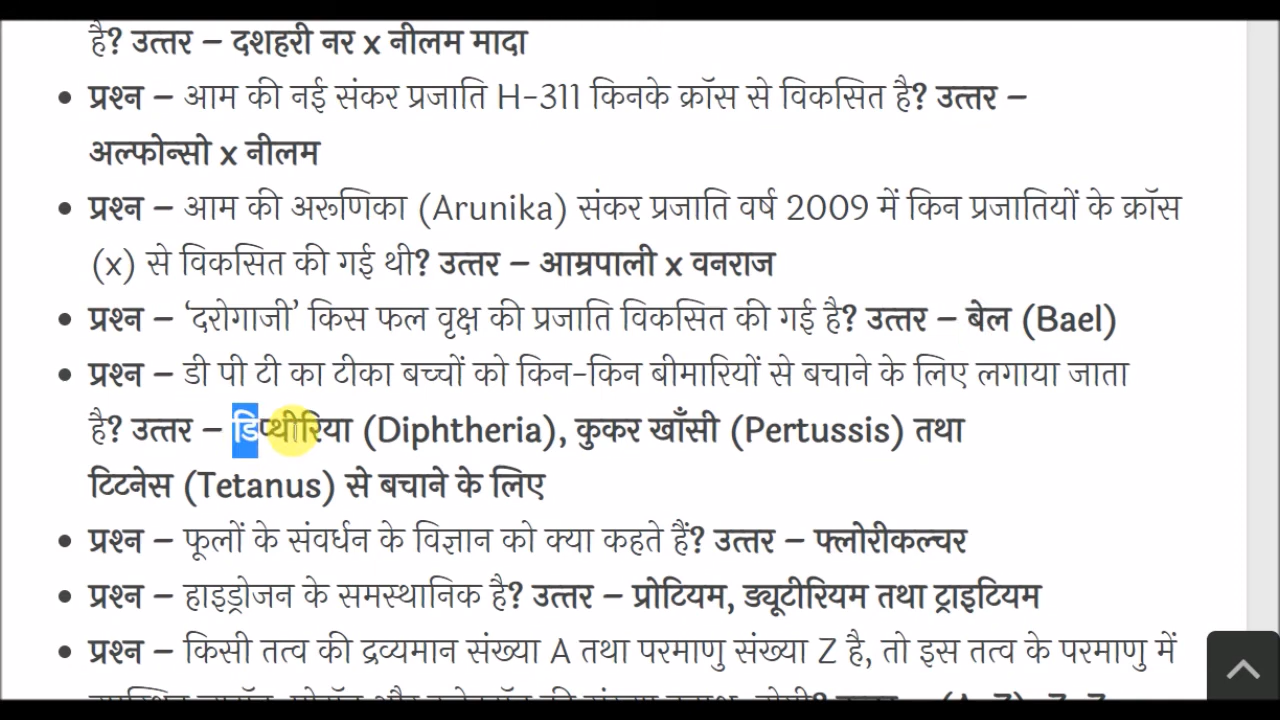 है? उत्तर – दशहरी नर x नीलम मादा
प्रश्न – आम की नई संकर प्रजाति H-311 किनके क्रॉस से विकसित है? उत्तर –
अल्फोन्सो x नीलम
प्रश्न – आम की अरूणिका (Arunika) संकर प्रजाति वर्ष 2009 में किन प्रजातियों के क्रॉस
(x) से विकसित की गई थी? उत्तर – आम्रपाली x वनराज
प्रश्न – ‘दरोगाजी’ किस फल वृक्ष की प्रजाति विकसित की गई है? उत्तर – बेल (Bael)
प्रश्न – डी पी टी का टीका बच्चों को किन-किन बीमारियों से बचाने के लिए लगाया जाता
है? उत्तर – डिप्थीरिया (Diphtheria), कुकर खाँसी (Pertussis) तथा
टिटनेस (Tetanus) से बचाने के लिए
प्रश्न – फूलों के संवर्धन के विज्ञान को क्या कहते हैं? उत्तर – फ्लोरीकल्चर
प्रश्न – हाइड्रोजन के समस्थानिक है? उत्तर – प्रोटियम, ड्यूटीरियम तथा ट्राइटियम
प्रश्न – किसी तत्व की द्रव्यमान संख्या A तथा परमाणु संख्या Z है, तो इस तत्व के परमाणु में